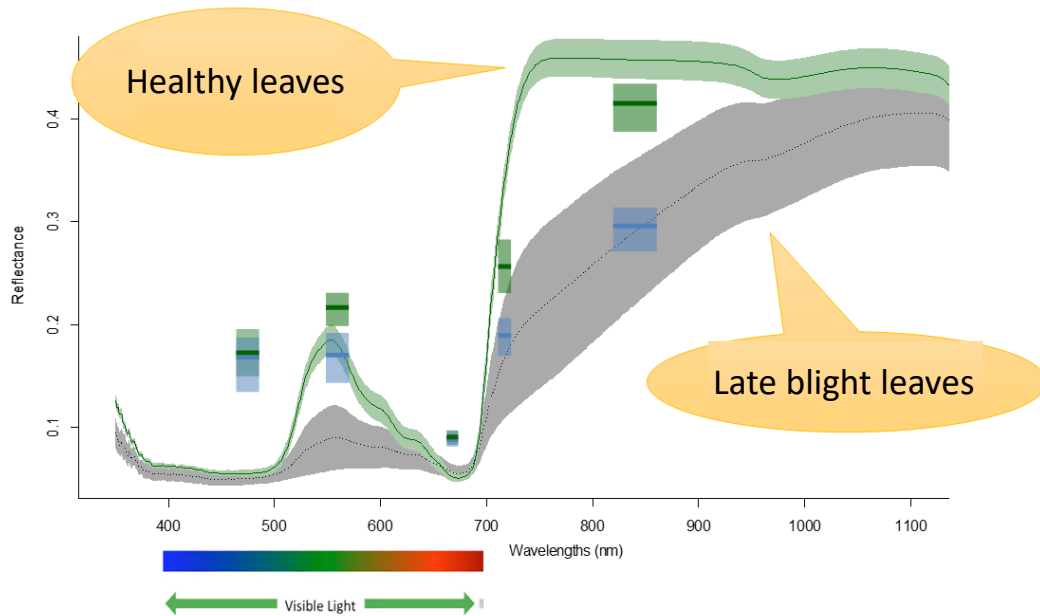 Healthy leaves
Late blight leaves
Reflectance
0.4
0.3
0.2
0.1
400 500 600 700 800 900 1000 1100
Wavelengths (nm)
Visible Light